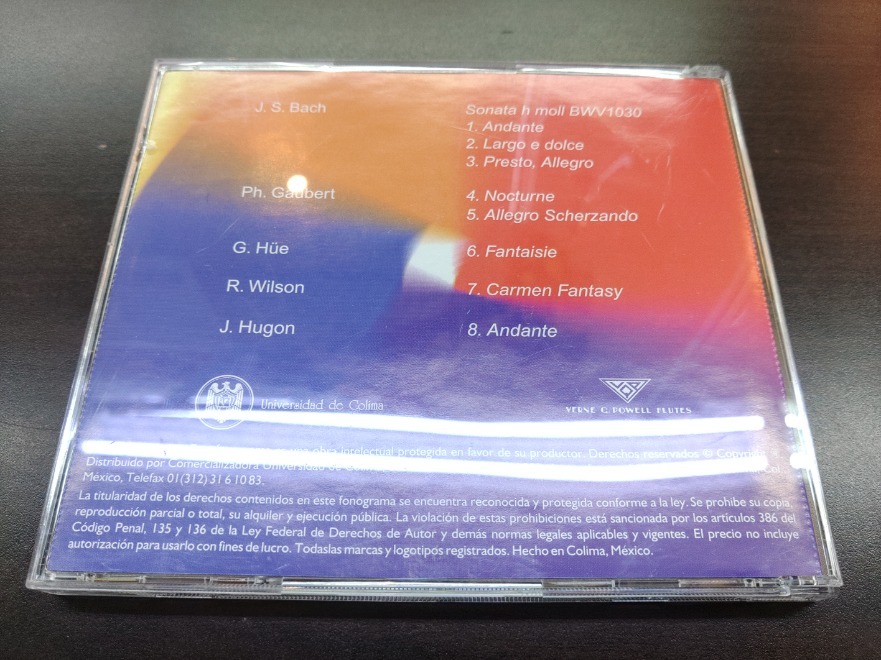 J. S. Bach
Sonata h moll BWV1030
1. Andante
2. Largo e dolce
3. Presto, Allegro
Ph. Gaubert
4. Nocturne
5. Allegro Scherzando
G. Hüe
6. Fantaisie
R. Wilson
7. Carmen Fantasy
J. Hugon
8. Andante
Universidad de Colima
VERNE Q. POWELL FLUTES
obra intelectual protegida en favor de su productor. Derechos reservados ©
Distribuido por Comercializadora Universidad de
México, Telefax 01(312)31 6 10 83.
La titularidad de los derechos contenidos en este fonograma se encuentra reconocida y protegida conforme a la ley. Se prohibe su copia,
reproducción parcial o total, su alquiler y ejecución pública. La violación de estas prohibiciones está sancionada por los articulos 386 del
Código Penal, 135 y 136 de la Ley Federal de Derechos de Autor y demás normas legales aplicables y vigentes. El precio no incluye
autorización para usarlo con fines de lucro. Todaslas marcas y logotipos registrados. Hecho en Colima, México.